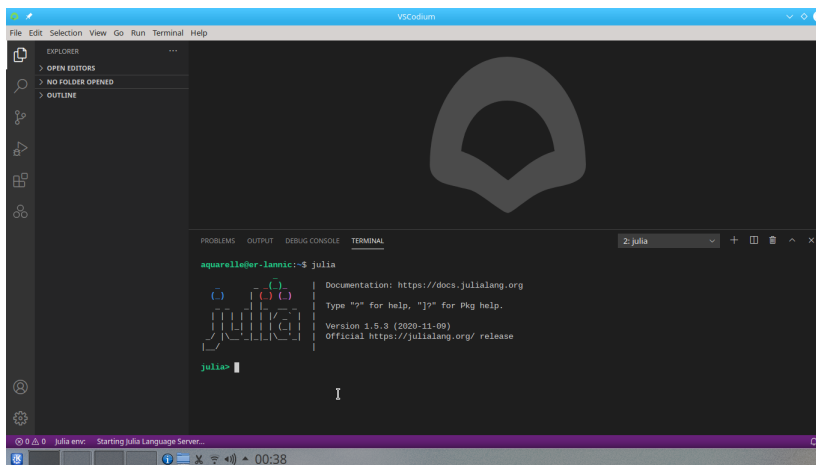 VSCodium
File Edit Selection View Go Run Terminal Help
EXPLORER ...
> OPEN EDITORS
> NO FOLDER OPENED
> OUTLINE
PROBLEMS OUTPUT DEBUG CONSOLE TERMINAL 2: julia
aquarelle@er-lannic:~$ julia
Documentation: https://docs.julialang.org
Type "?" for help, "]?" for Pkg help.
Version 1.5.3 (2020-11-09)
Official https://julialang.org/ release
julia>
0 0 Julia env: Starting Julia Language Server...
00:38